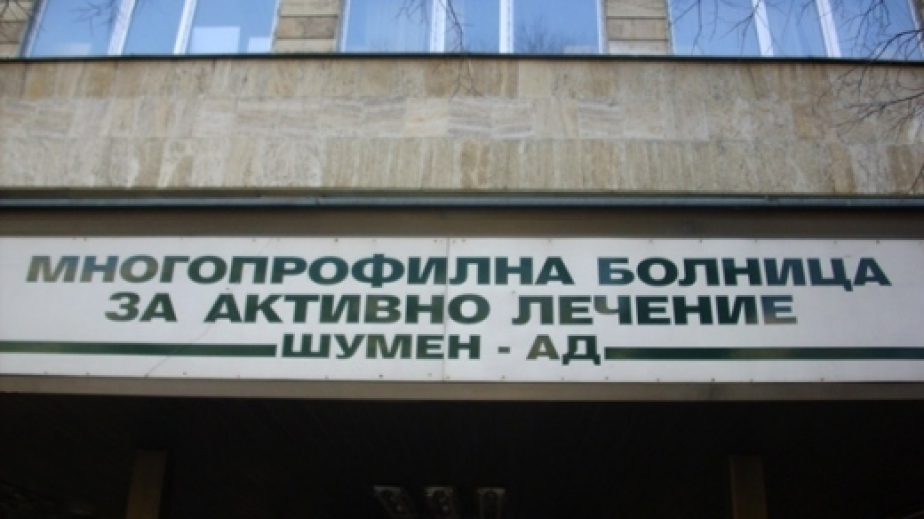 МНОГОПРОФИЛНА БОЛНИЦА
ЗА АКТИВНО ЛЕЧЕНИЕ
ШУМЕН - АД